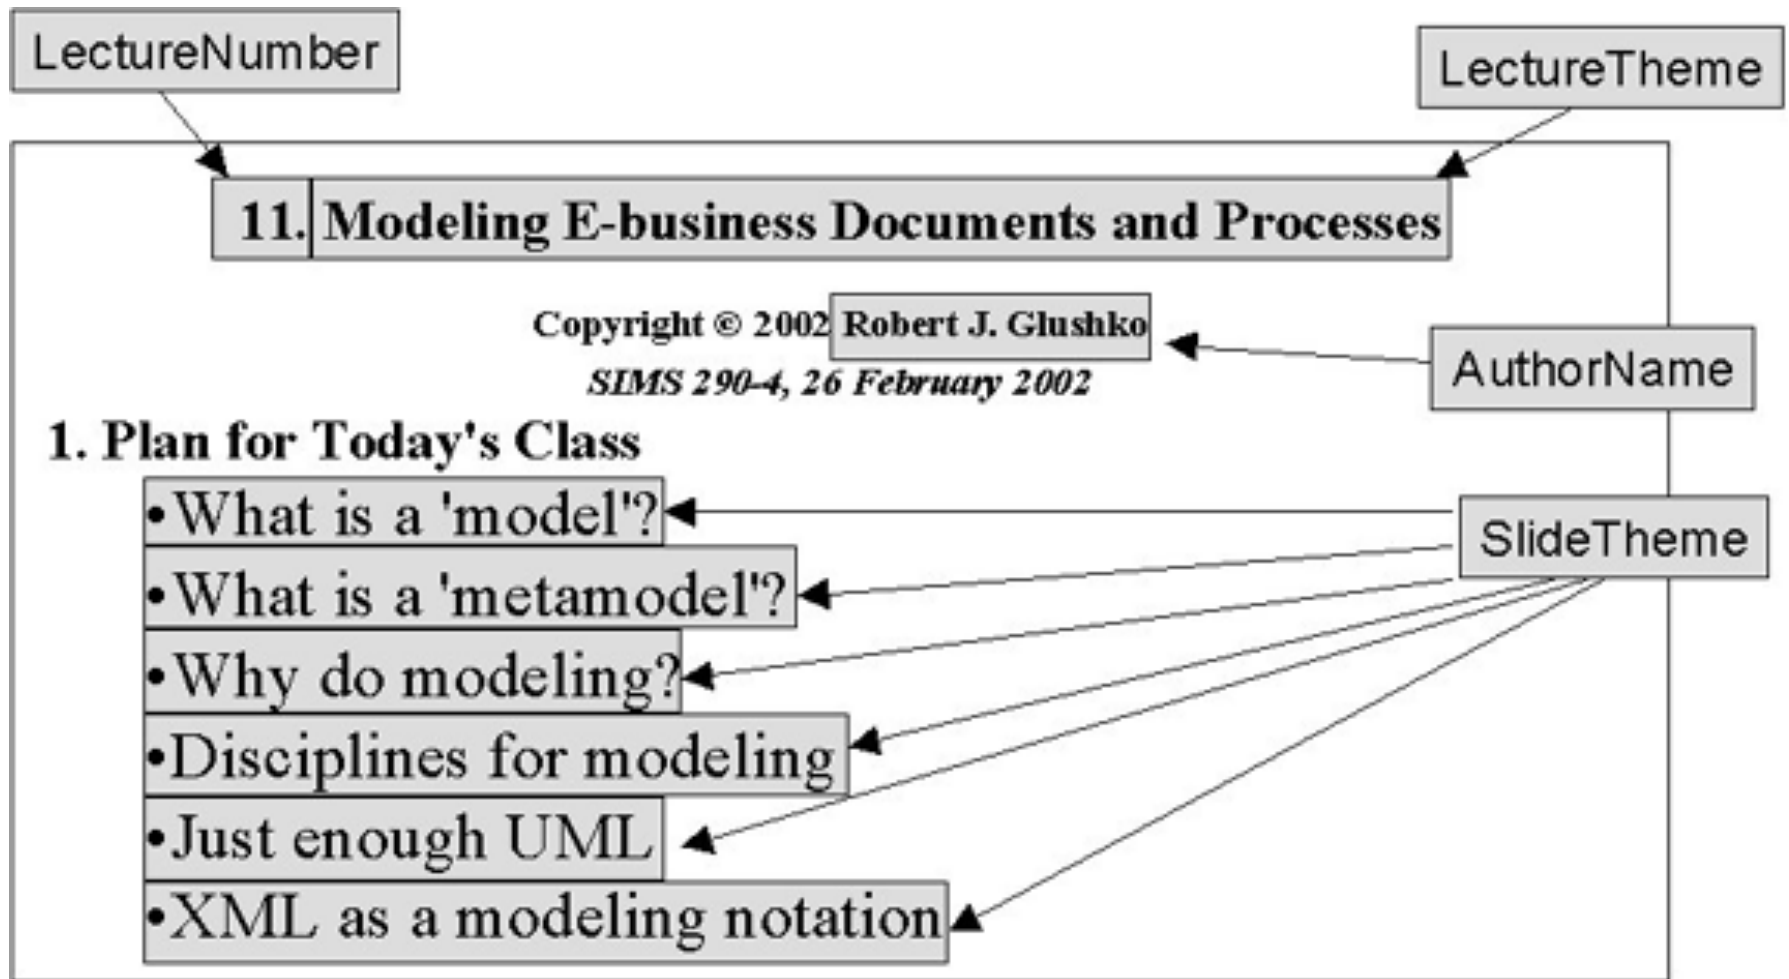 LectureNumber
LectureTheme
11. Modeling E-business Documents and Processes
Copyright © 2002 Robert J. Glushko
AuthorName
SIMS 290-4, 26 February 2002
1. Plan for Today's Class
•What is a 'model'?
SlideTheme
•What is a 'metamodel'?
•Why do modeling?
•Disciplines for modeling
•Just enough UML
•XML as a modeling notation